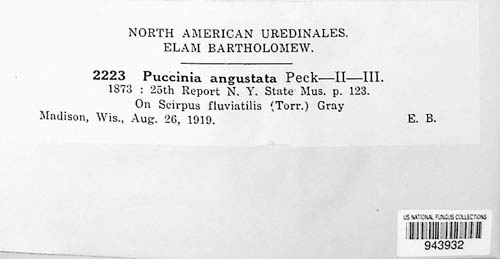 NORTH AMERICAN UREDINALES.
ELAM BARTHOLOMEW.
2223 Puccinia angustata Peck—II—III.
1873 : 25th Report N. Y. State Mus. p. 123.
On Scirpus fluviatilis (Torr.) Gray
Madison, Wis., Aug. 26, 1919. E. B.
US NATIONAL FUNGUS COLLECTIONS
943932